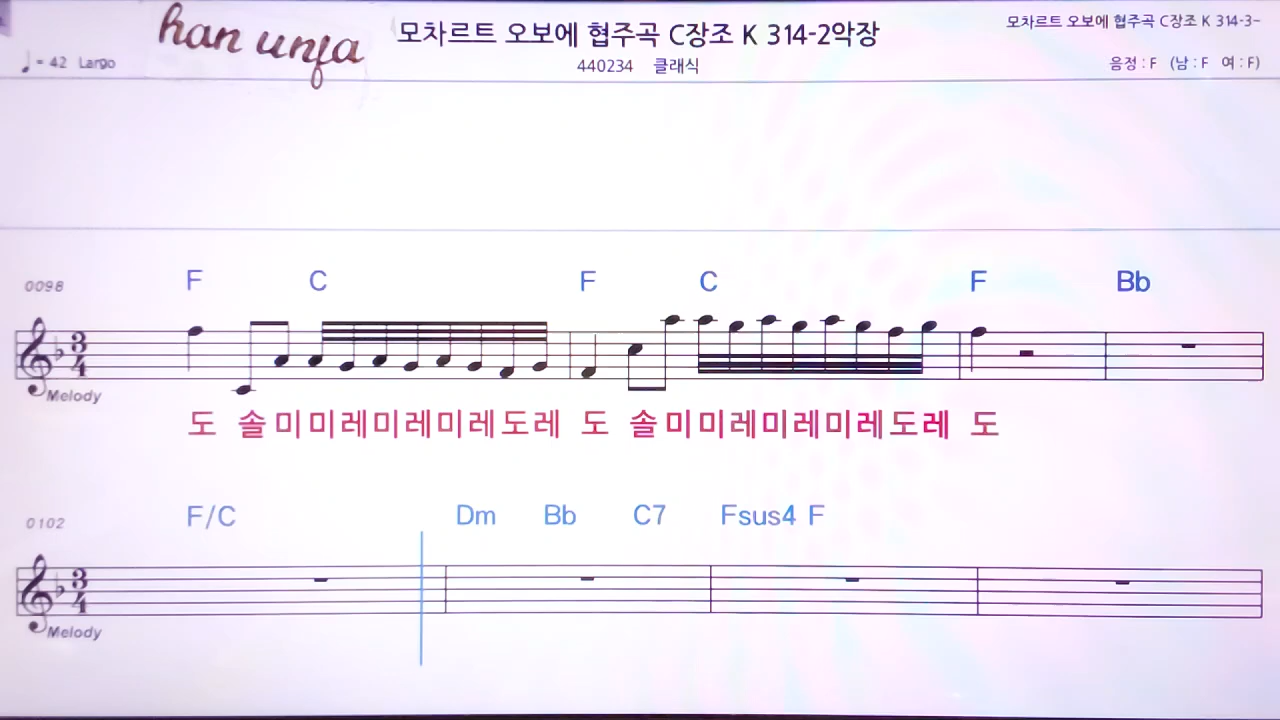 han unja
모차르트 오보에 협주곡 C장조 K 314-2악장
모차르트 오보에 협주곡 C장조 K 314-3-
♩= 42 Largo
440234 클래식
음정 : F (남 : F 여 : F)
F C F C F Bb
0098
3
4
Melody
도 솔미미레미레미레도레 도 솔미미레미레미레도레 도
F/C Dm Bb C7 Fsus4 F
0102
3
4
Melody